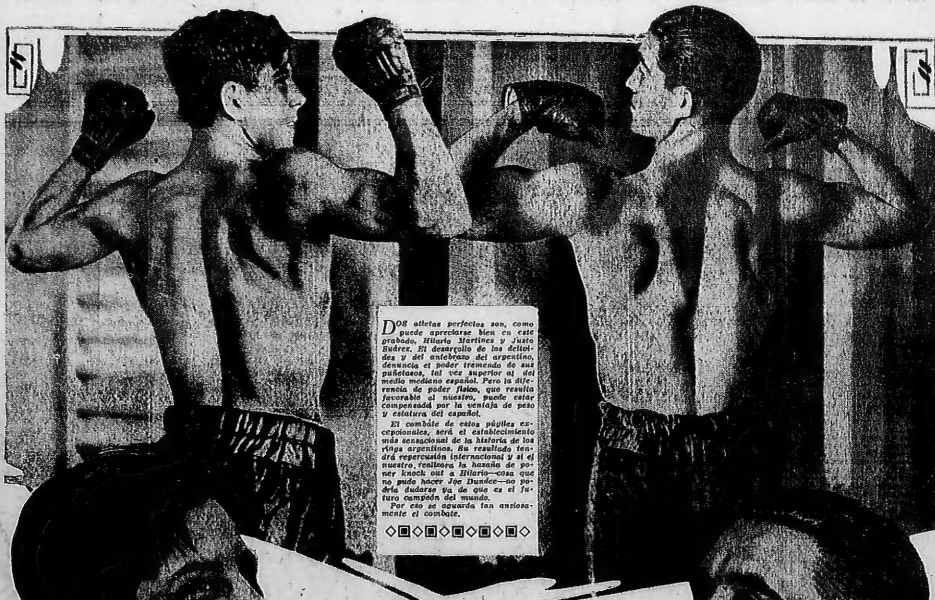 DOS atletas perfectos son, como
puede apreciarse bien en este
grabado, Hilario Martínez y Justo
Suárez. El desarrollo de los deltoi-
des y del antebrazo del argentino,
denuncia el poder tremendo de sus
puñetazos, tal vez superior al del
medio mediano español. Pero la dife-
rencia de poder físico, que resulta
favorable al nuestro, puede estar
compensada por la ventaja de peso
y estatura del español.
El combate de estos púgiles ex-
cepcionales, será el establecimiento
más sensacional de la historia de los
rings argentinos. Su resultado ten-
drá repercusión internacional y si el
nuestro, realizara la hazaña de po-
ner knock out a Hilario—cosa que
no pudo hacer Joe Dundee—no po-
dría dudarse ya de que es el fu-
turo campeón del mundo.
Por eso se aguarda tan ansiosa-
mente el combate.